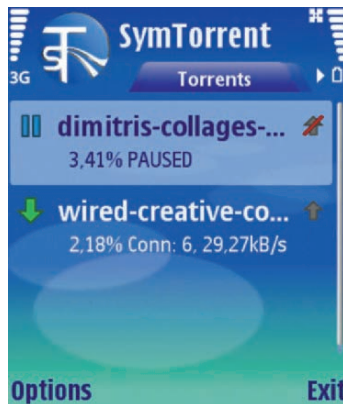 SymTorrent
3G
Torrents
dimitris-collages-...
3,41% PAUSED
wired-creative-co...
2,18% Conn: 6, 29,27kB/s
Options Exit